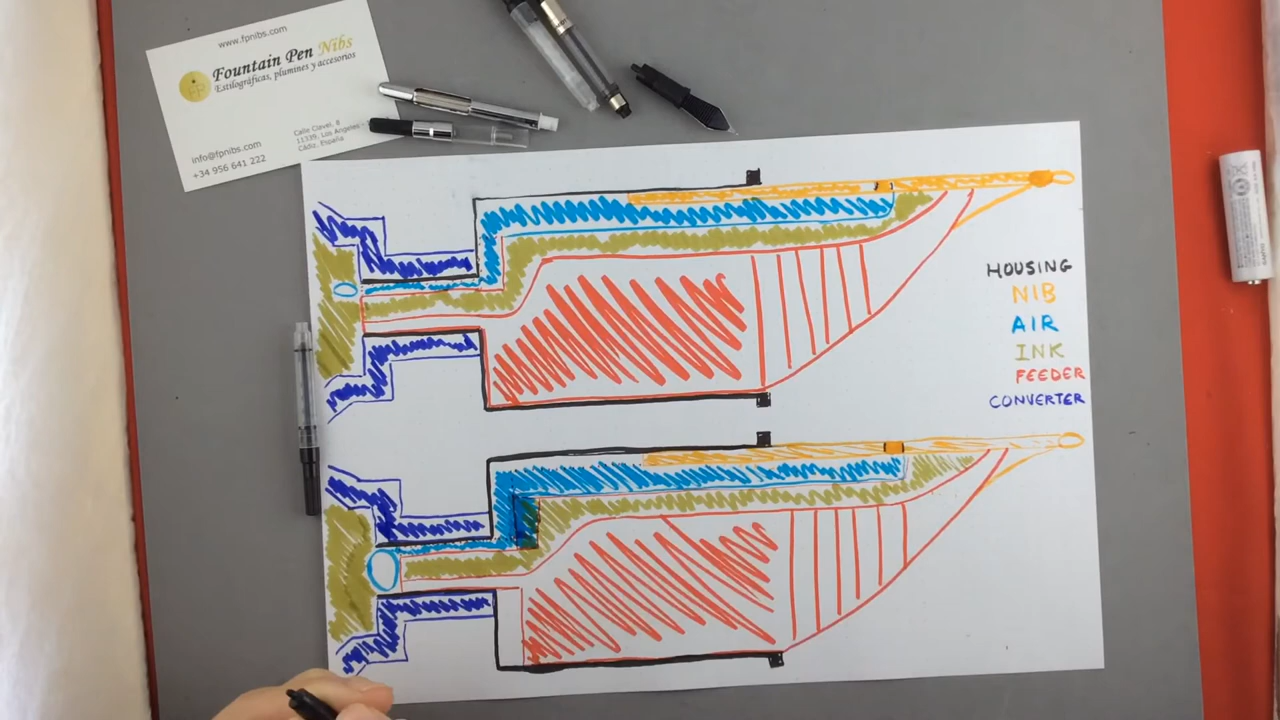 www.fpnibs.com
Fountain Pen Nibs
Estilográficas, plumines y accesorios
info@fpnibs.com
+34 956 641 222
Calle Clavel, 8
11339, Los Angeles
Cádiz, España
HOUSING
NIB
AIR
INK
FEEDER
CONVERTER